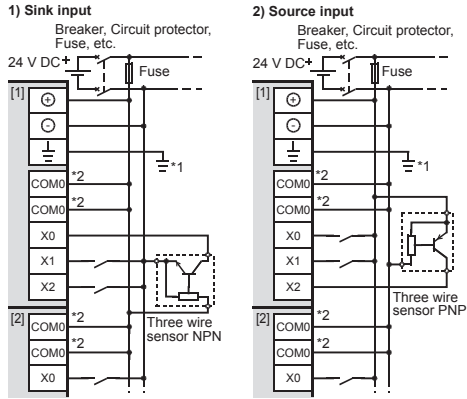 1) Sink input
Breaker, Circuit protector,
Fuse, etc.
24 V DC
+
Fuse
[1]
+
-
*1
COM0
*2
COM0
*2
X0
X1
X2
Three wire
sensor NPN
[2]
COM0
*2
COM0
*2
X0
2) Source input
Breaker, Circuit protector,
Fuse, etc.
24 V DC
+
Fuse
[1]
+
-
*1
COM0
*2
COM0
*2
X0
X1
X2
Three wire
sensor PNP
[2]
COM0
*2
COM0
*2
X0